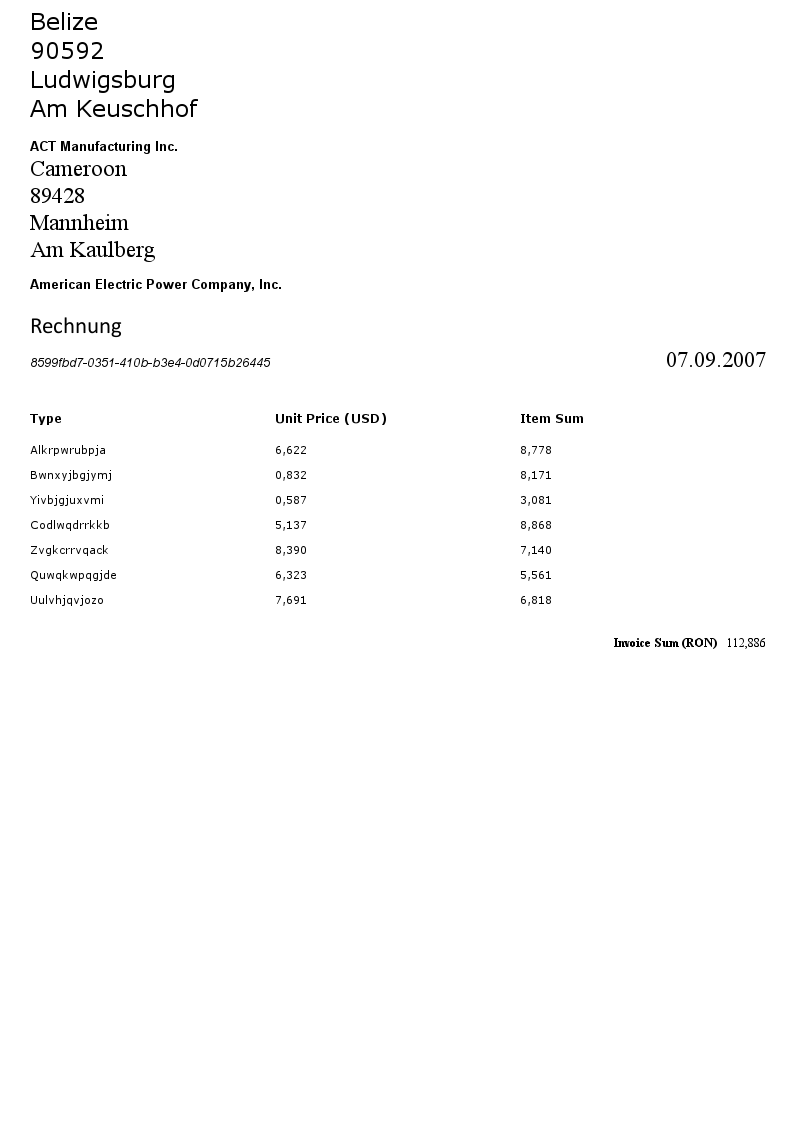 Belize
90592
Ludwigsburg
Am Keuschhof
ACT Manufacturing Inc.
Cameroon
89428
Mannheim
Am Kaulberg
American Electric Power Company, Inc.
Rechnung
8599fbd7-0351-410b-b3e4-0d0715b26445 07.09.2007
Type Unit Price (USD) Item Sum
Alkrpwrubpja 6,622 8,778
Bwnxyjbgjymj 0,832 8,171
Yivbjgjuxvmi 0,587 3,081
Codlwqdrrkkb 5,137 8,868
Zvgkcrrvqack 8,390 7,140
Quwqkwpqgjde 6,323 5,561
Uulvhjqvjozo 7,691 6,818
Invoice Sum (RON) 112,886